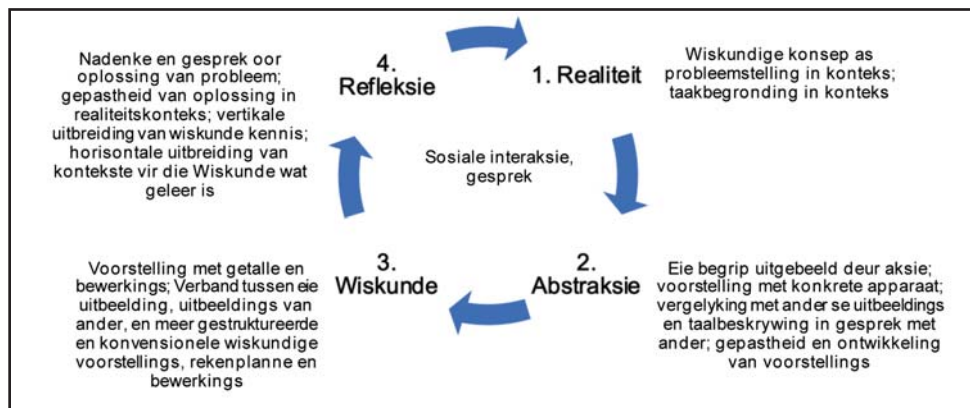 1. Realiteit
Wiskundige konsep as
probleemstelling in konteks;
taakbegronding in konteks
2.
Abstraksie
Eie begrip uitgebeeld deur aksie;
voorstelling met konkrete apparaat;
vergelyking met ander se uitbeeldings
en taalbeskrywing in gesprek met
ander; gepastheid en ontwikkeling
van voorstellings
3.
Wiskunde
Voorstelling met getalle en
bewerkings; Verband tussen eie
uitbeelding, uitbeeldings van
ander, en meer gestruktureerde
en konvensionele wiskundige
voorstellings, rekenplanne en
bewerkings
4.
Refleksie
Nadenke en gesprek oor
oplossing van probleem;
gepastheid van oplossing in
realiteitskonteks; vertikale
uitbreiding van wiskunde kennis;
horisontale uitbreiding van
kontekste vir die Wiskunde wat
geleer is
Sosiale interaksie,
gesprek